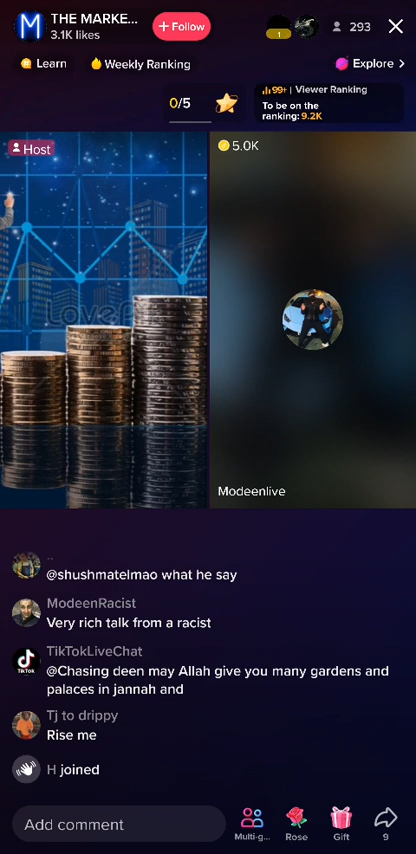 THE MARKE...
3.1K likes
+ Follow
1
293
Learn
Weekly Ranking
Explore >
0/5
99+ | Viewer Ranking
To be on the
ranking: 9.2K
Host
5.0K
Modeenlive
..
@shushmatelmao what he say
ModeenRacist
Very rich talk from a racist
TikTokLiveChat
@Chasing deen may Allah give you many gardens and
palaces in jannah and
TikTok
Tj to drippy
Rise me
H joined
Add comment
Multi-g...
Rose
Gift
9